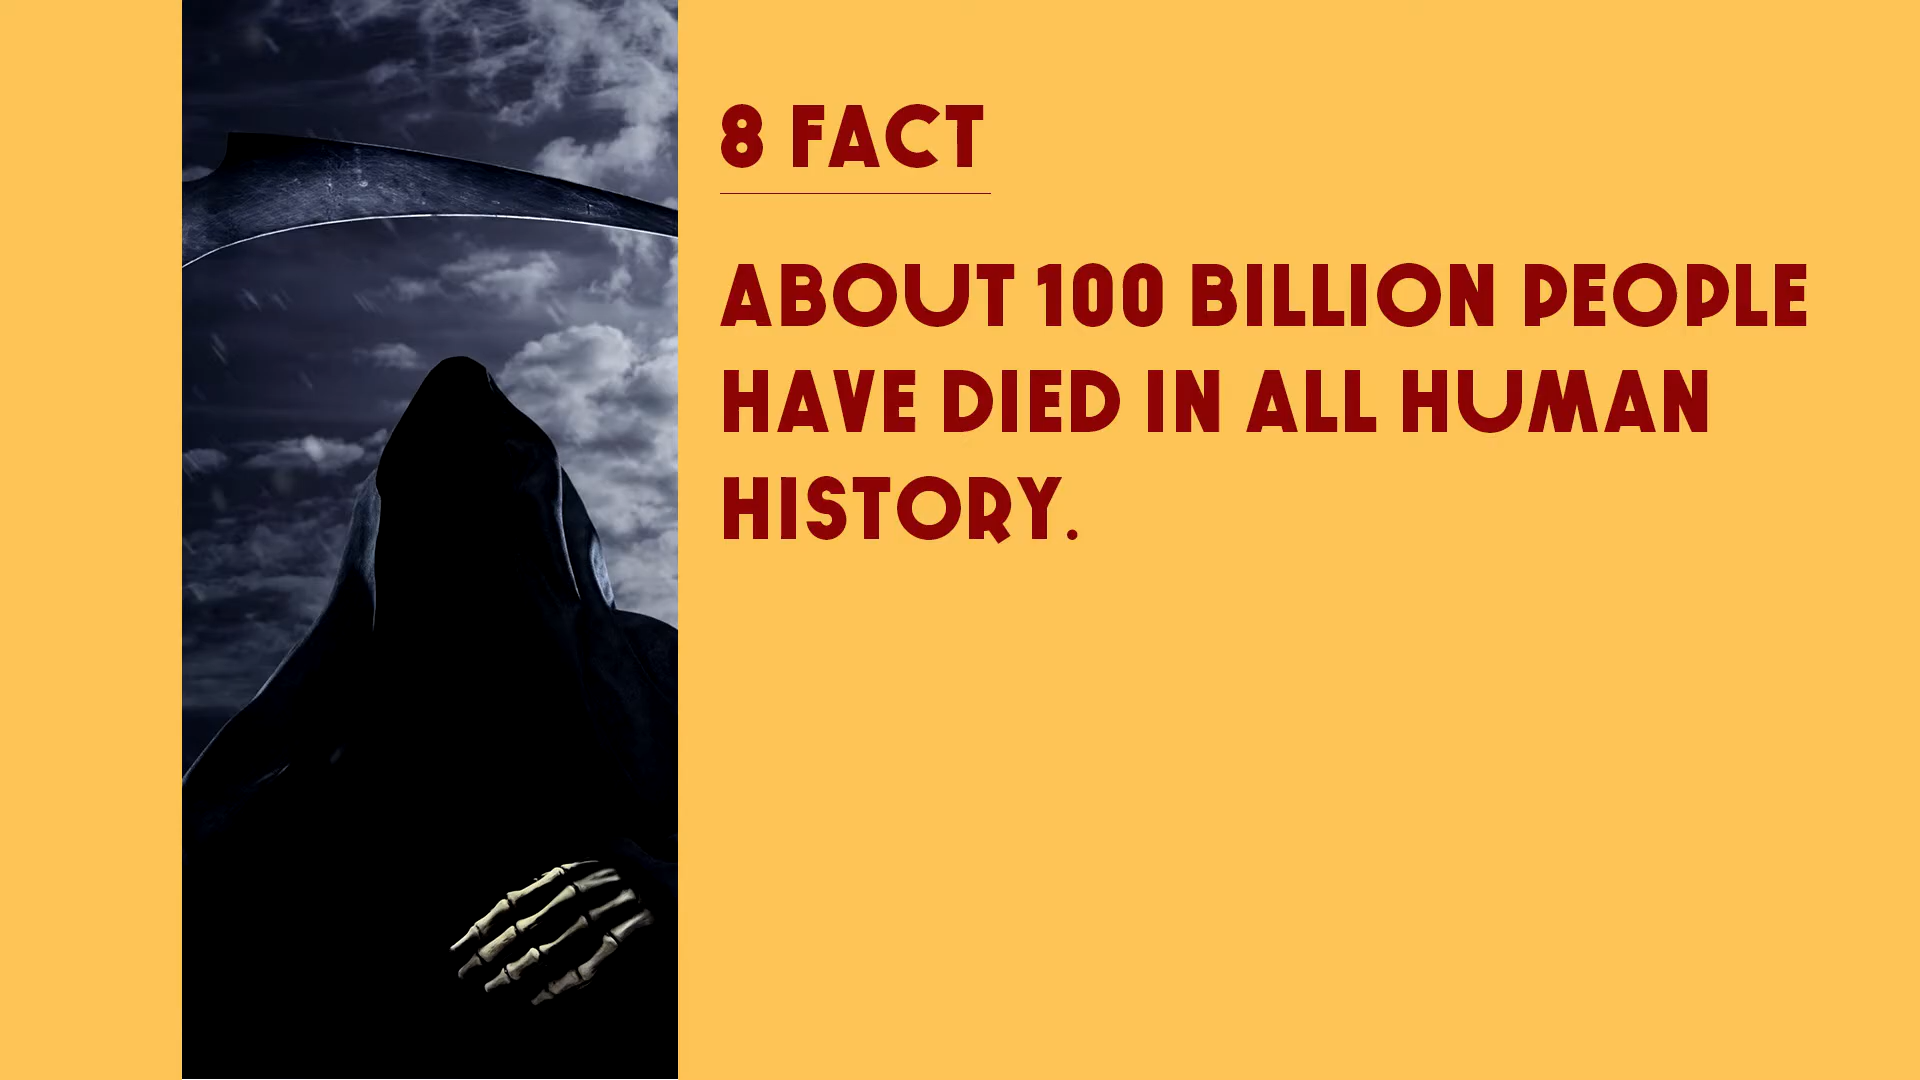 8 FACT
ABOUT 100 BILLION PEOPLE
HAVE DIED IN ALL HUMAN
HISTORY.